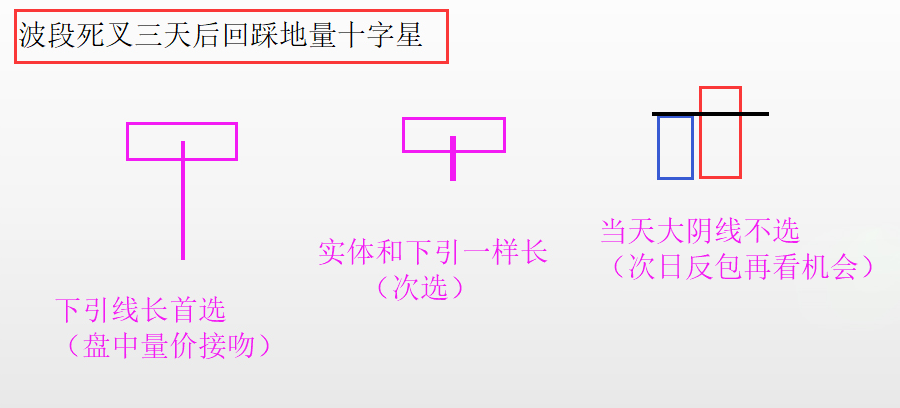 波段死叉三天后回踩地量十字星
下引线长首选
（盘中量价接吻）
实体和下引一样长
（次选）
当天大阴线不选
（次日反包再看机会）